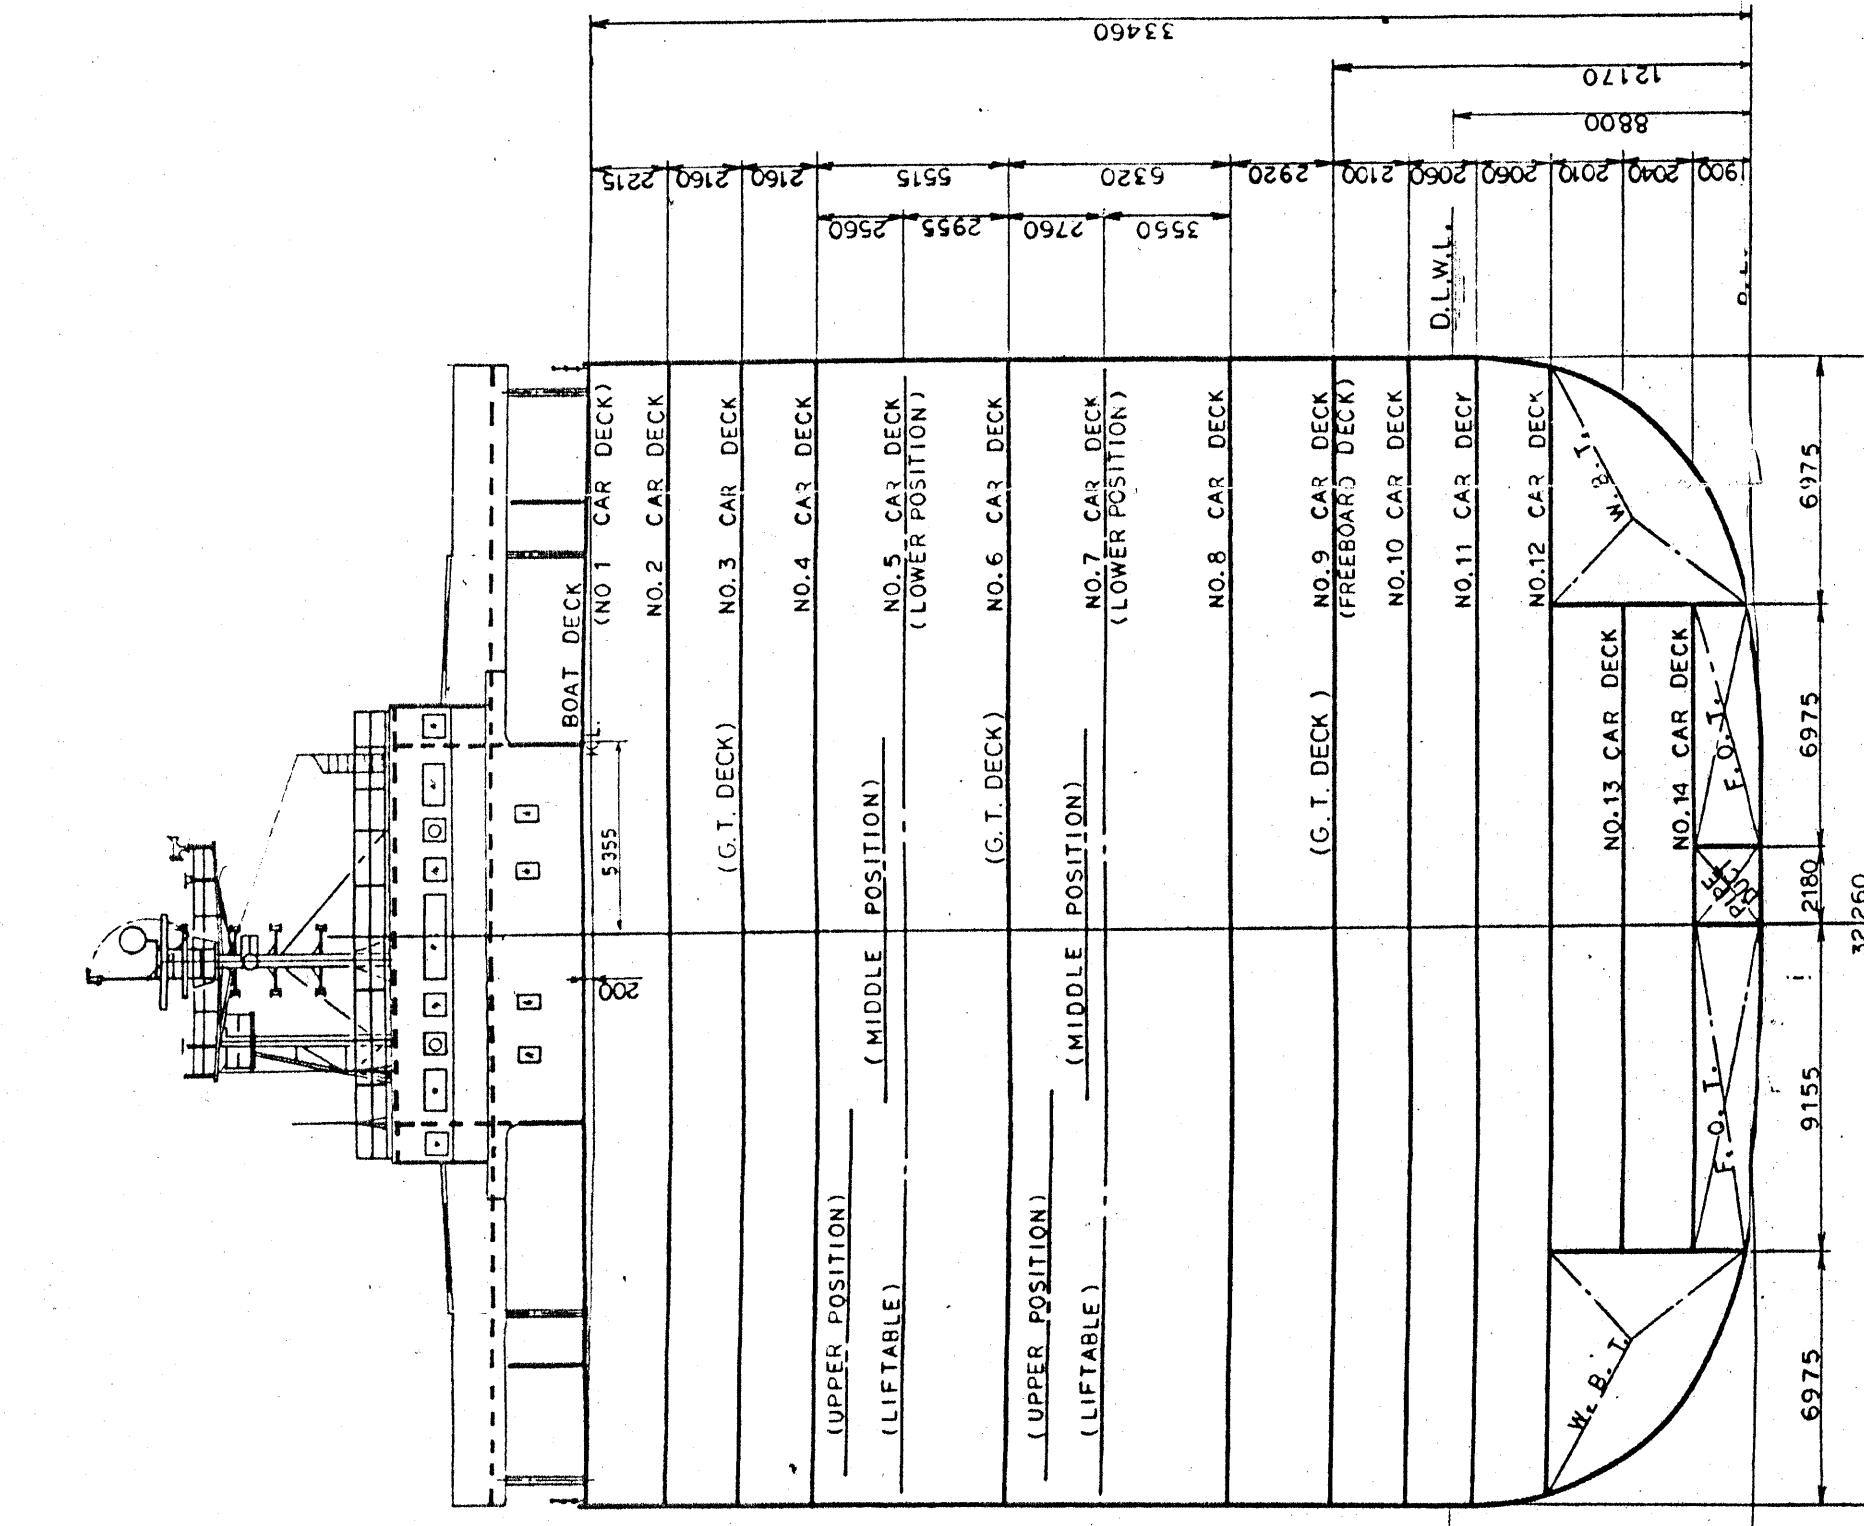 33460
12170
8800
2215
2160
2160
5515
6320
2920
2100
2060
2060
2010
2040
1900
2560
2955
2760
3560
D.L.W.L.
BOAT DECK
(NO 1 CAR DECK)
NO.2 CAR DECK
NO.3 CAR DECK
(G.T. DECK)
NO.4 CAR DECK
NO.5 CAR DECK
(LOWER POSITION)
(MIDDLE POSITION)
(UPPER POSITION)
(LIFTABLE)
NO.6 CAR DECK
(G.T. DECK)
NO.7 CAR DECK
(LOWER POSITION)
(MIDDLE POSITION)
(UPPER POSITION)
(LIFTABLE)
NO.8 CAR DECK
NO.9 CAR DECK
(FREEBOARD DECK)
(G.T. DECK)
NO.10 CAR DECK
NO.11 CAR DECK
NO.12 CAR DECK
NO.13 CAR DECK
NO.14 CAR DECK
W.B.T.
F.O.T.
F.O.T.
W.B.T.
5355
200
6975
6975
2180
9155
6975
32260